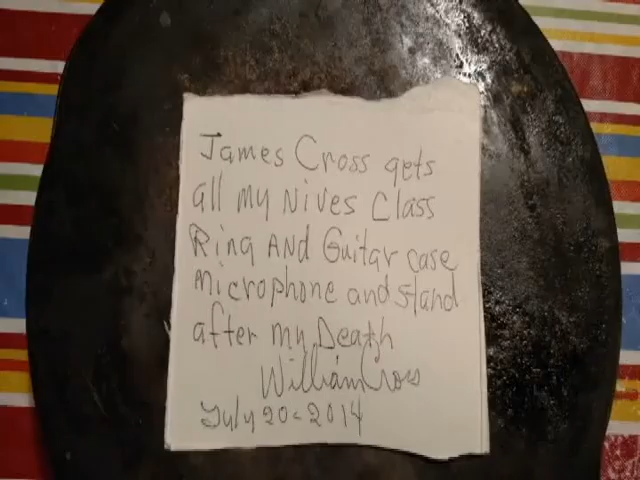 James Cross gets
all my Nives Class
Ring AND Guitar case
Microphone and stand
after my Death
William Cross
July 20-2014